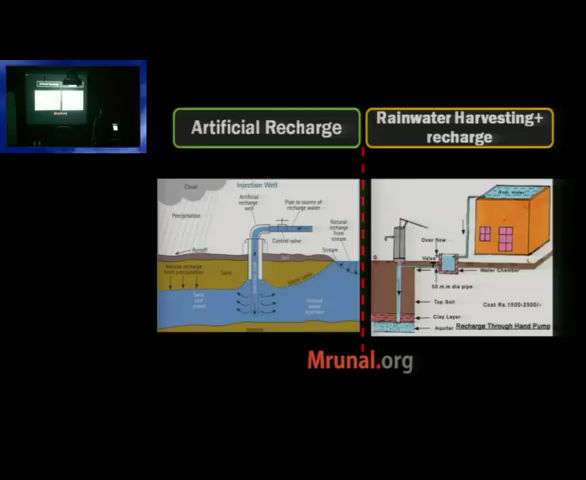 Artificial Recharge
Rainwater Harvesting+
recharge
Injection Well
Cloud
Artificial
recharge
well
Pipe to source of
recharge water
Precipitation
Natural
recharge
from
stream
Control valve
Runoff
Soil
Stream
Natural recharge
from precipitation
Sand
Water table
Sand
and
gravel
Over flow
Valve
Water Chamber
50.m.m dia pipe
Top Soil
Cost Rs.1500-2500/-
Clay Layer
Aquifer
Recharge Through Hand Pump
Mrunal.org